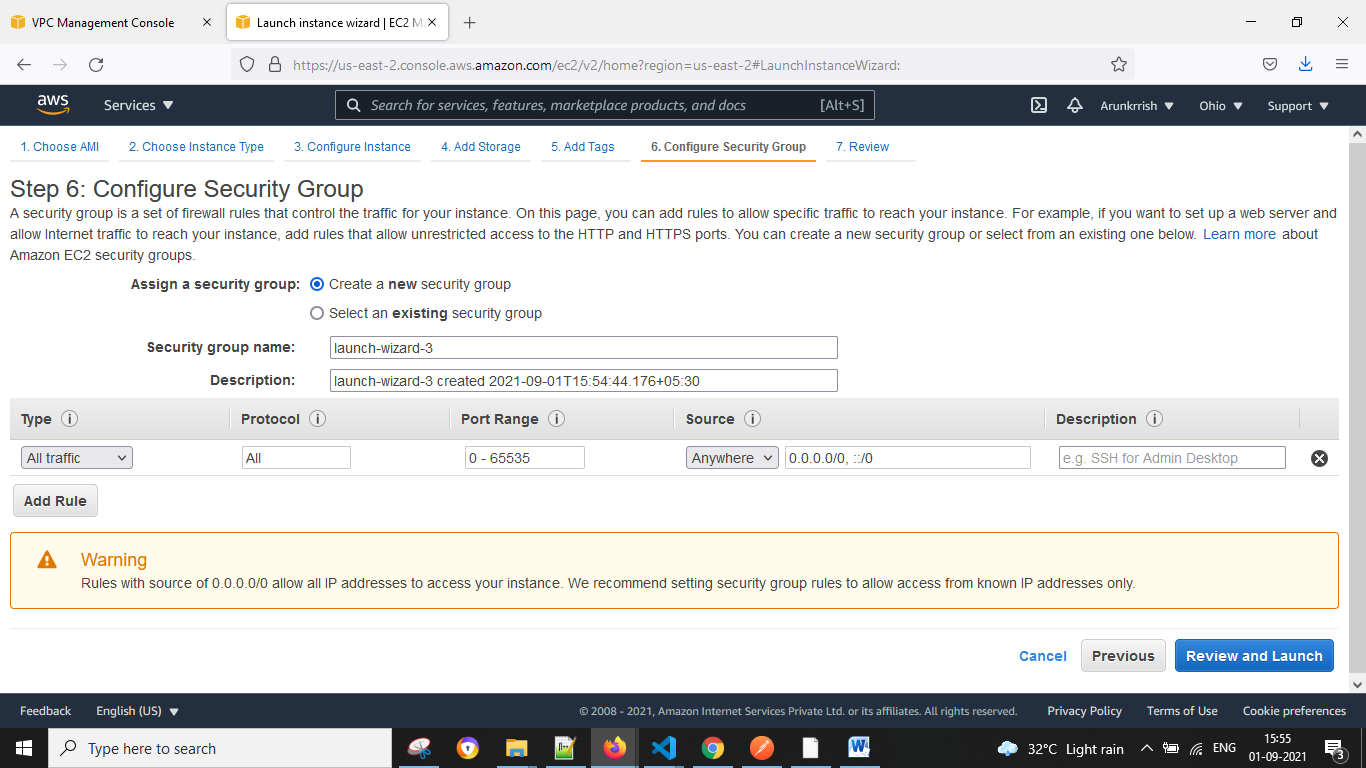 VPC Management Console
Launch instance wizard | EC2 M
https://us-east-2.console.aws.amazon.com/ec2/v2/home?region=us-east-2#LaunchInstanceWizard:
aws Services Search for services, features, marketplace products, and docs [Alt+S] Arunkrrish Ohio Support
1. Choose AMI 2. Choose Instance Type 3. Configure Instance 4. Add Storage 5. Add Tags 6. Configure Security Group 7. Review
Step 6: Configure Security Group
A security group is a set of firewall rules that control the traffic for your instance. On this page, you can add rules to allow specific traffic to reach your instance. For example, if you want to set up a web server and
allow Internet traffic to reach your instance, add rules that allow unrestricted access to the HTTP and HTTPS ports. You can create a new security group or select from an existing one below. Learn more about
Amazon EC2 security groups.
Assign a security group: Create a new security group
Select an existing security group
Security group name: launch-wizard-3
Description: launch-wizard-3 created 2021-09-01T15:54:44.176+05:30
Type i Protocol i Port Range i Source i Description i
All traffic All 0 - 65535 Anywhere 0.0.0.0/0, ::/0 e.g. SSH for Admin Desktop
Add Rule
Warning
Rules with source of 0.0.0.0/0 allow all IP addresses to access your instance. We recommend setting security group rules to allow access from known IP addresses only.
Cancel Previous Review and Launch
Feedback English (US) © 2008 - 2021, Amazon Internet Services Private Ltd. or its affiliates. All rights reserved. Privacy Policy Terms of Use Cookie preferences
Type here to search 32°C Light rain ENG 15:55
01-09-2021 3